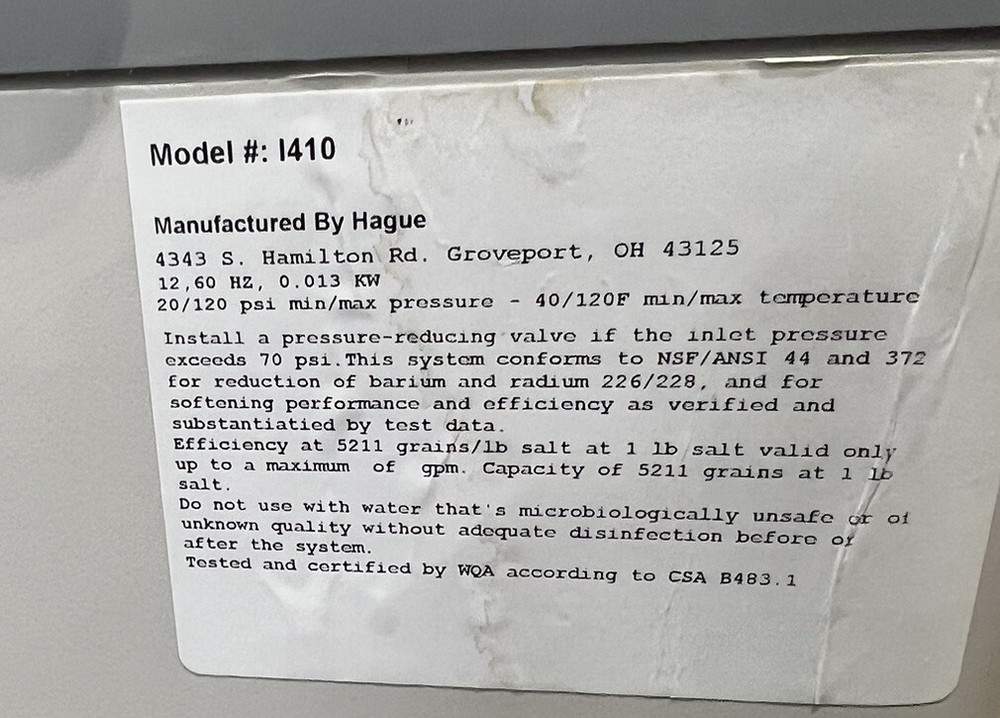 Model #: I410
Manufactured By Hague
4343 S. Hamilton Rd. Groveport, OH 43125
12,60 HZ, 0.013 KW
20/120 psi min/max pressure - 40/120F min/max temperature
Install a pressure-reducing valve if the inlet pressure
exceeds 70 psi.This system conforms to NSF/ANSI 44 and 372
for reduction of barium and radium 226/228, and for
softening performance and efficiency as verified and
substantiatied by test data.
Efficiency at 5211 grains/lb salt at 1 lb salt valid only
up to a maximum of gpm. Capacity of 5211 grains at 1 lb
salt.
Do not use with water that's microbiologically unsafe or of
unknown quality without adequate disinfection before or
after the system.
Tested and certified by WQA according to CSA B483.1